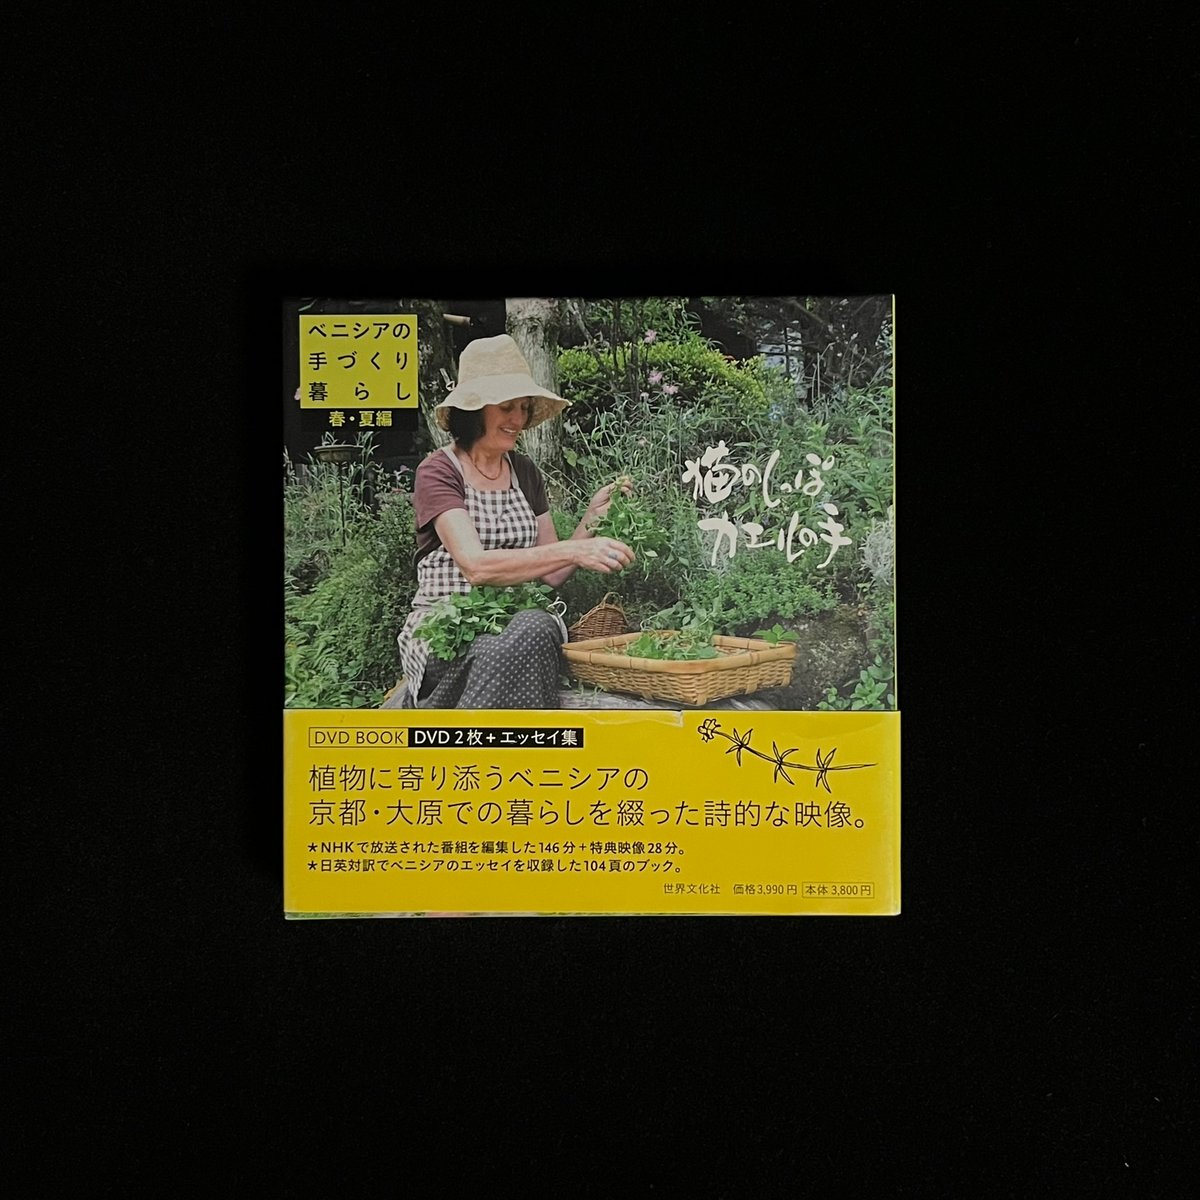 ベニシアの
手づくり
暮らし
春・夏編
猫のしっぽ
カエルの手
DVD BOOK DVD 2枚+エッセイ集
植物に寄り添うベニシアの
京都・大原での暮らしを綴った詩的な映像。
★NHKで放送された番組を編集した146分+特典映像28分。
★日英対訳でベニシアのエッセイを収録した104頁のブック。
世界文化社 価格3,990円 本体3,800円